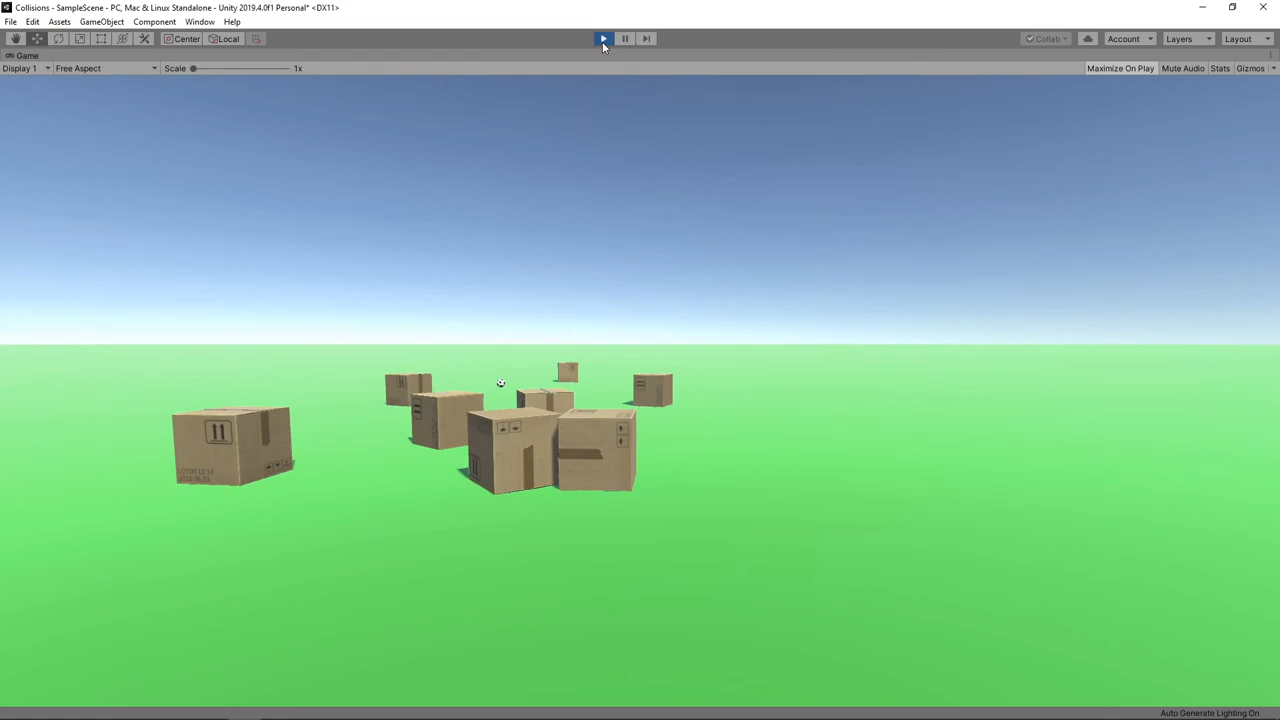 Collisions - SampleScene - PC, Mac & Linux Standalone - Unity 2019.4.0f1 Personal* <DX11>
File Edit Assets GameObject Component Window Help
Center Local Collab Account Layers Layout
Game
Display 1 Free Aspect Scale 1x Maximize On Play Mute Audio Stats Gizmos
Auto Generate Lighting On